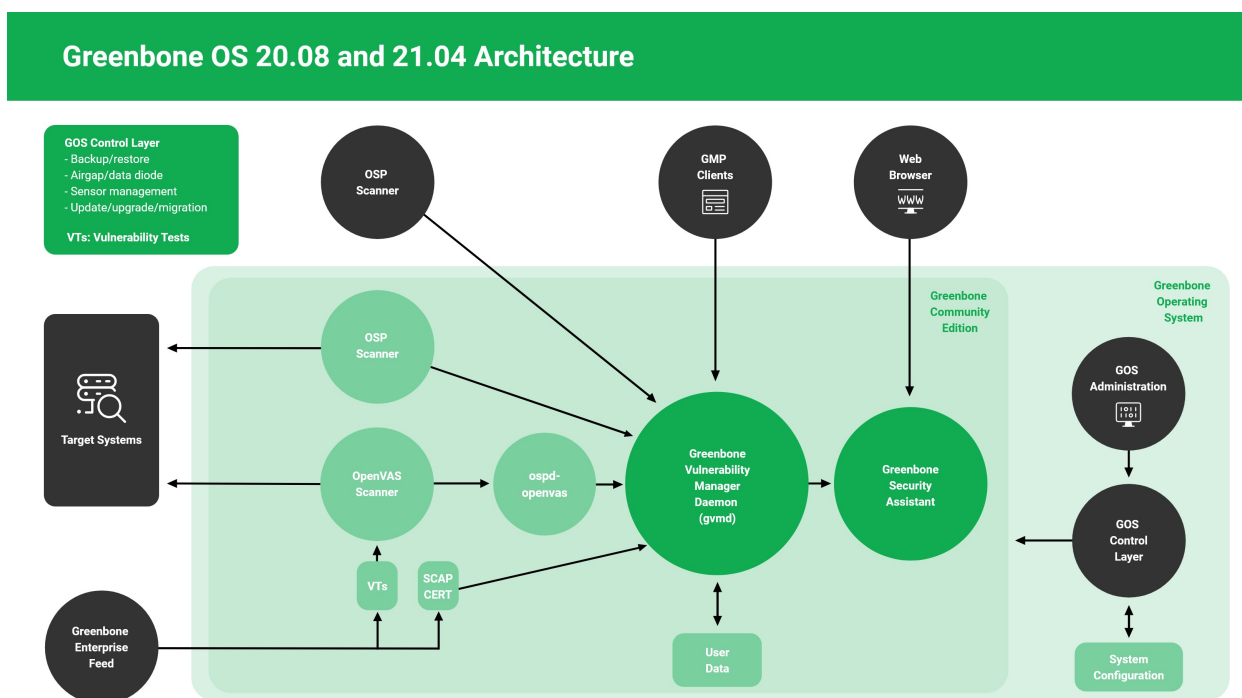 Greenbone OS 20.08 and 21.04 Architecture
GOS Control Layer
- Backup/restore
- Airgap/data diode
- Sensor management
- Update/upgrade/migration
VTs: Vulnerability Tests
OSP
Scanner
GMP
Clients
Web
Browser
WWW
Greenbone
Community
Edition
Greenbone
Operating
System
OSP
Scanner
Target Systems
GOS
Administration
1011
1101
OpenVAS
Scanner
ospd-
openvas
Greenbone
Vulnerability
Manager
Daemon
(gvmd)
Greenbone
Security
Assistant
GOS
Control
Layer
VTs
SCAP
CERT
Greenbone
Enterprise
Feed
User
Data
System
Configuration